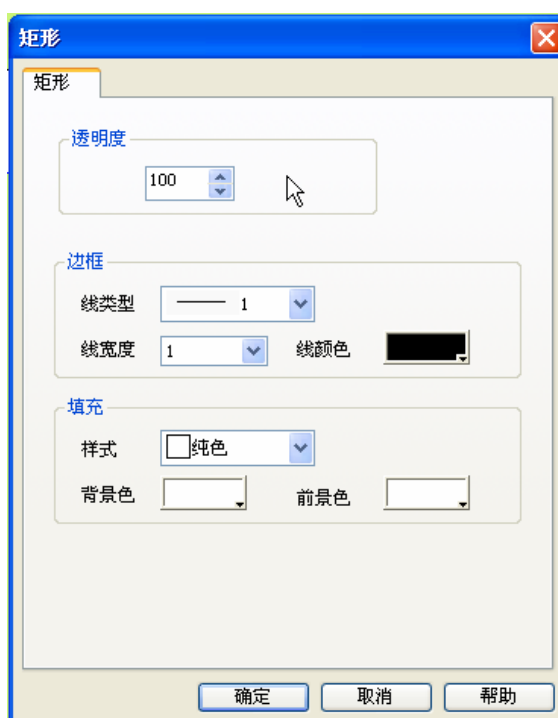 矩形
矩形
透明度
100
边框
线类型 1
线宽度 1 线颜色
填充
样式 纯色
背景色 前景色
确定 取消 帮助